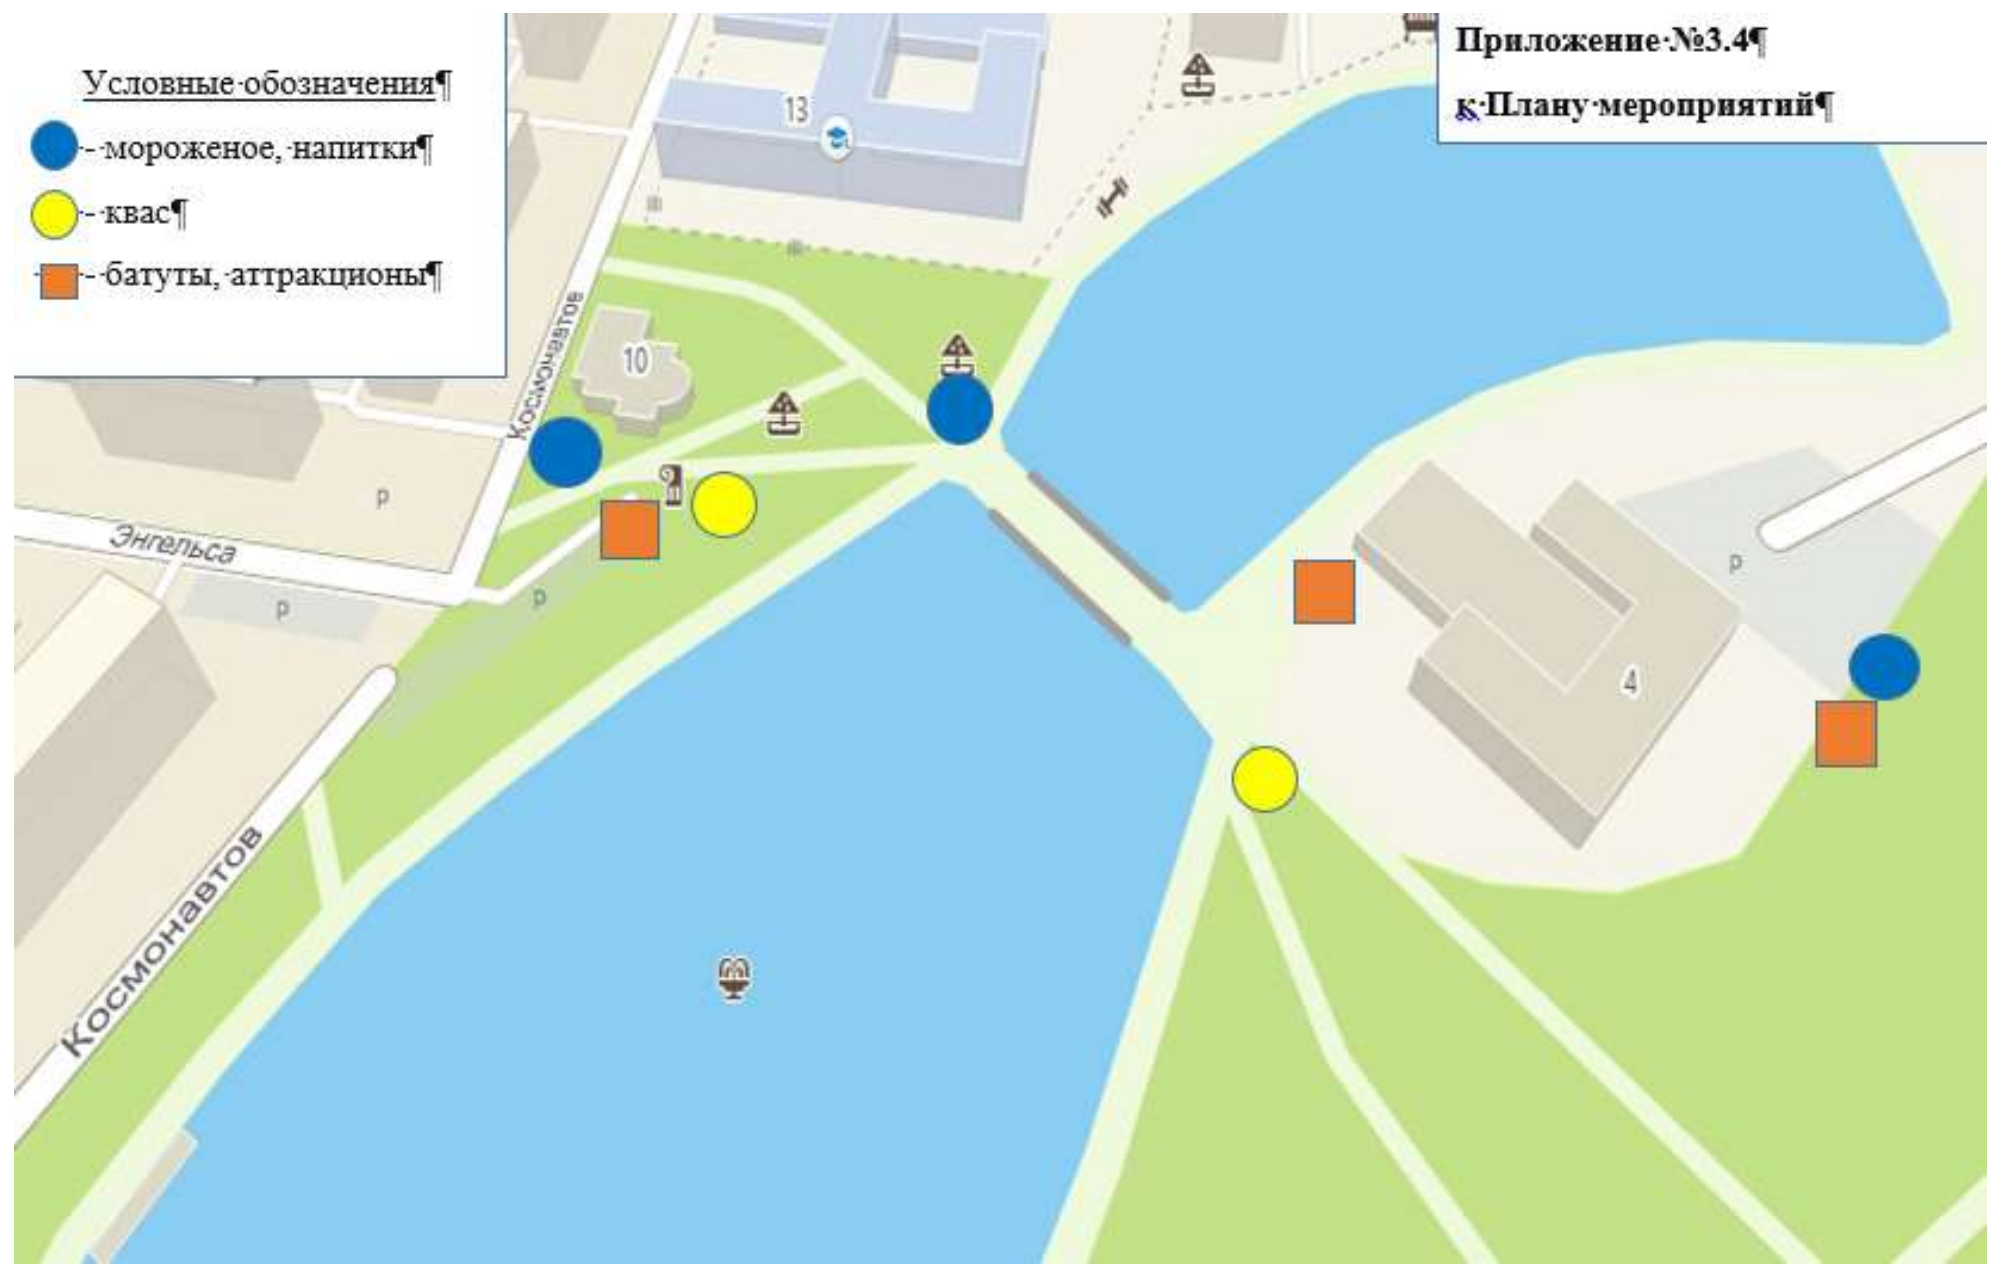 Условные·обозначения¶
-·мороженое,·напитки¶
-·квас¶
-·батуты,·аттракционы¶
Приложение·№3.4¶
к·Плану·мероприятий¶
13
10
Космонавтов
P
Энгельса
P
P
P
4
Космонавтов